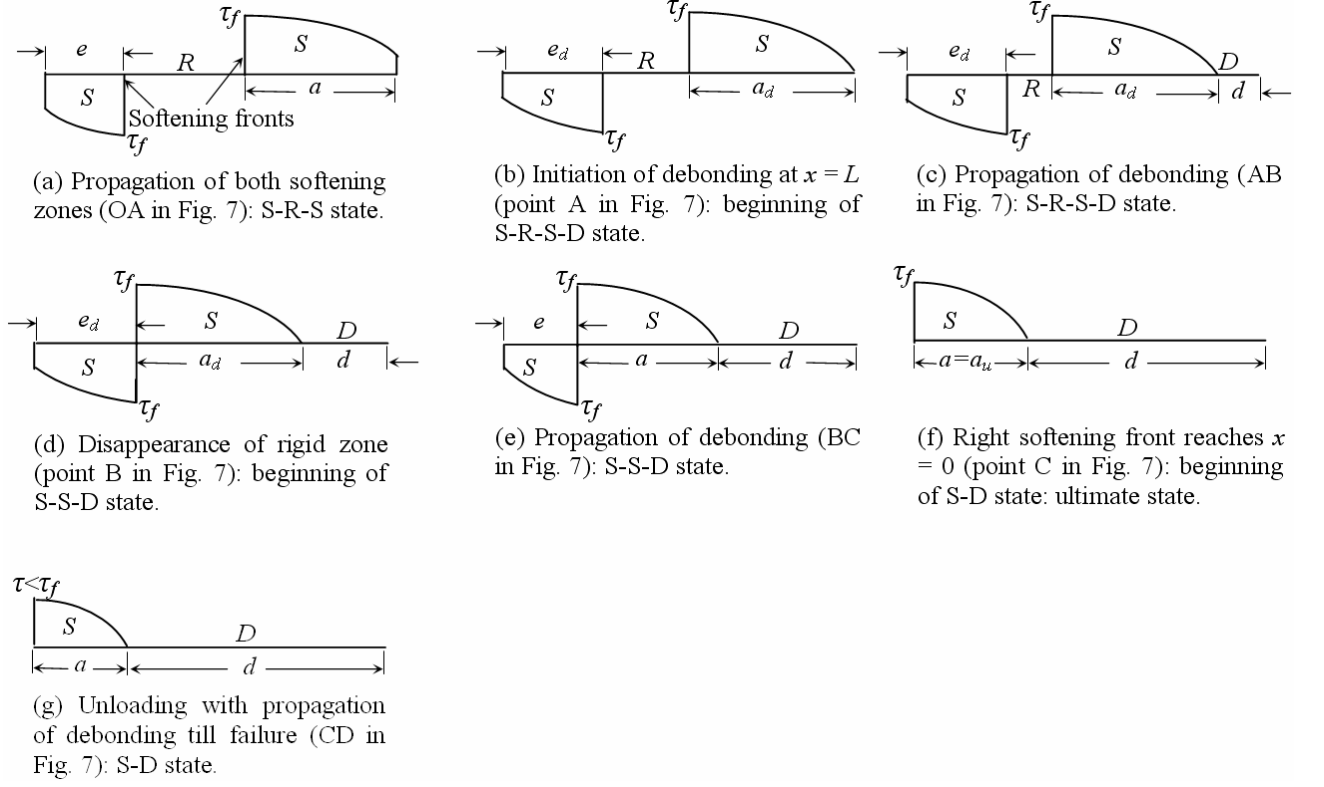 τf
e
R
S
S
a
Softening fronts
τf
(a) Propagation of both softening
zones (OA in Fig. 7): S-R-S state.
τf
ed
R
S
S
ad
τf
(b) Initiation of debonding at x = L
(point A in Fig. 7): beginning of
S-R-S-D state.
τf
ed
S
D
S
R
ad
d
τf
(c) Propagation of debonding (AB
in Fig. 7): S-R-S-D state.
τf
ed
S
D
S
ad
d
τf
(d) Disappearance of rigid zone
(point B in Fig. 7): beginning of
S-S-D state.
τf
e
S
D
S
a
d
τf
(e) Propagation of debonding (BC
in Fig. 7): S-S-D state.
τf
S
D
a=au
d
(f) Right softening front reaches x
= 0 (point C in Fig. 7): beginning
of S-D state: ultimate state.
τ<τf
S
D
a
d
(g) Unloading with propagation
of debonding till failure (CD in
Fig. 7): S-D state.